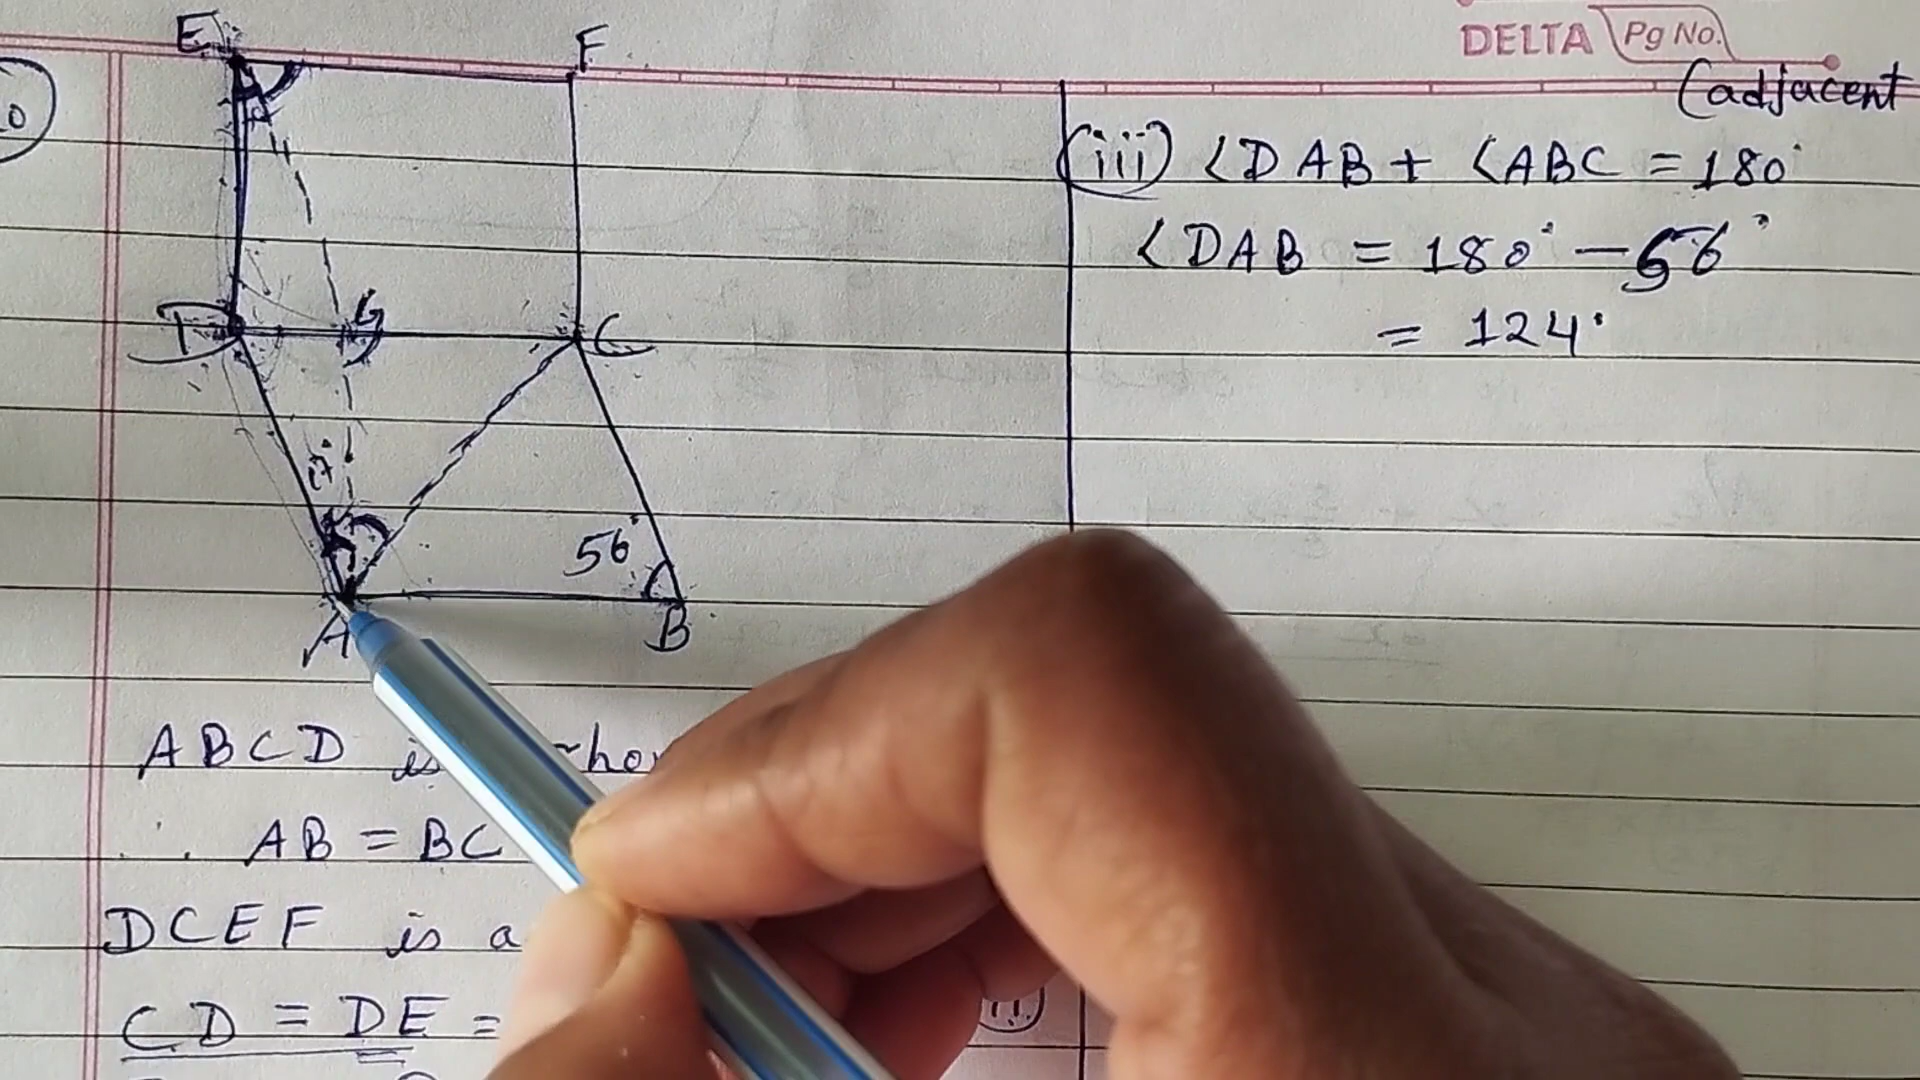 DELTA Pg No.
E F
D G C
17°
56°
A B
ABCD is
∴ AB = BC
DCEF is a
CD = DE =
(adjacent
(iii) <DAB + <ABC = 180°
<DAB = 180° - 56°
= 124°